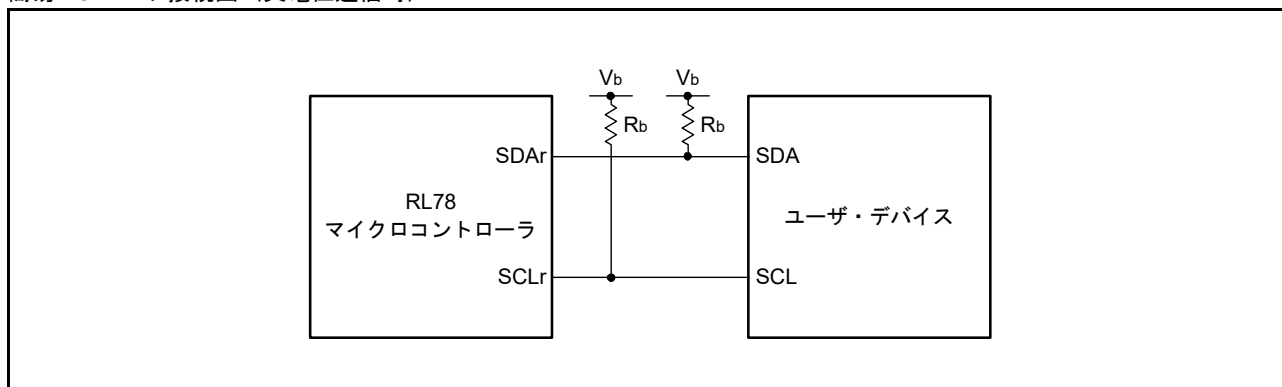 Vb Vb
Rb Rb
SDAr SDA
RL78
マイクロコントローラ
ユーザ・デバイス
SCLr SCL